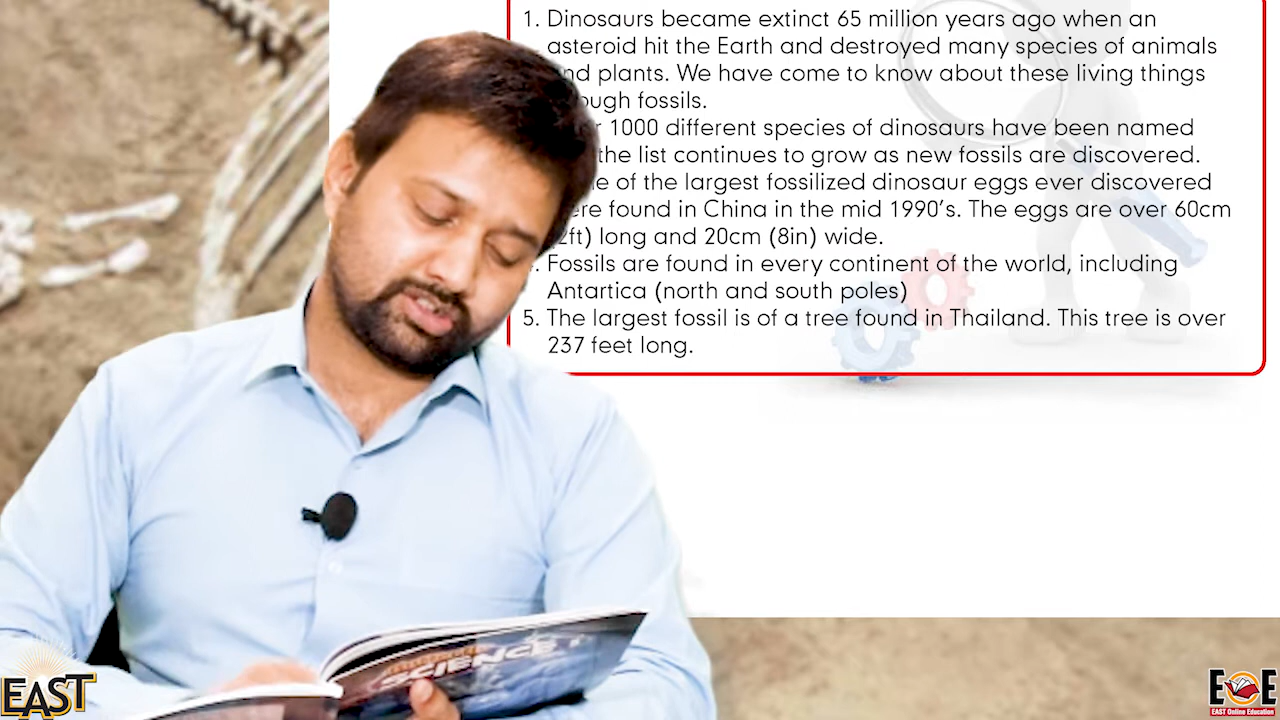 1. Dinosaurs became extinct 65 million years ago when an
asteroid hit the Earth and destroyed many species of animals
plants. We have come to know about these living things
fossils.
1000 different species of dinosaurs have been named
the list continues to grow as new fossils are discovered.
of the largest fossilized dinosaur eggs ever discovered
found in China in the mid 1990's. The eggs are over 60cm
2ft) long and 20cm (8in) wide.
Fossils are found in every continent of the world, including
Antartica (north and south poles)
5. The largest fossil is of a tree found in Thailand. This tree is over
237 feet long.
SCIENCE
EAST
EOE
EAST Online Education